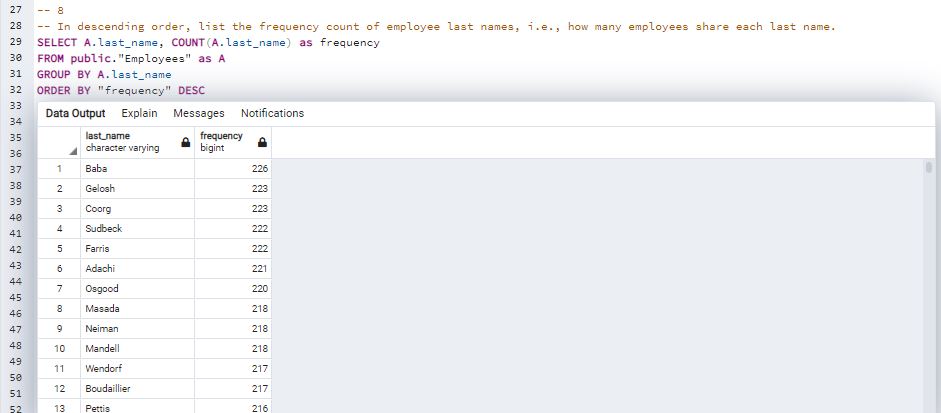 27 -- 8
28 -- In descending order, list the frequency count of employee last names, i.e., how many employees share each last name.
29 SELECT A.last_name, COUNT(A.last_name) as frequency
30 FROM public."Employees" as A
31 GROUP BY A.last_name
32 ORDER BY "frequency" DESC
33
Data Output Explain Messages Notifications
34
35 last_name frequency
36 character varying bigint
37 1 Baba 226
38 2 Gelosh 223
39 3 Coorg 223
40
41 4 Sudbeck 222
42 5 Farris 222
43 6 Adachi 221
44
45 7 Osgood 220
46 8 Masada 218
47 9 Neiman 218
48 10 Mandell 218
49
50 11 Wendorf 217
51 12 Boudaillier 217
52 13 Pettis 216